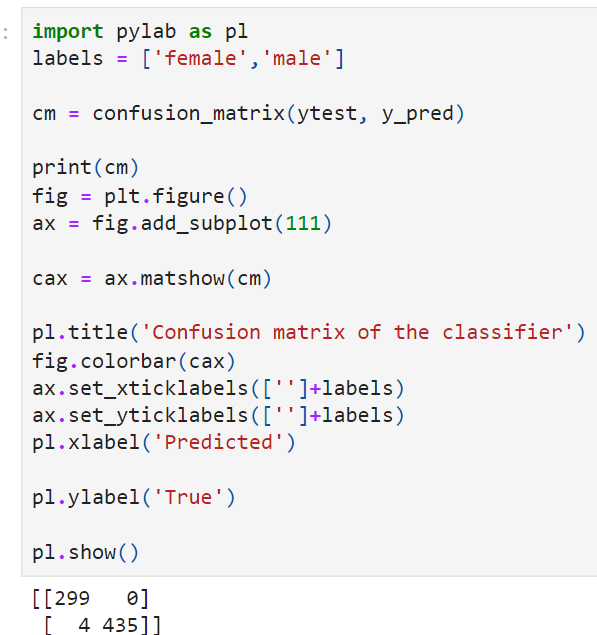 :
import pylab as pl
labels = ['female','male']
cm = confusion_matrix(ytest, y_pred)
print(cm)
fig = plt.figure()
ax = fig.add_subplot(111)
cax = ax.matshow(cm)
pl.title('Confusion matrix of the classifier')
fig.colorbar(cax)
ax.set_xticklabels(['']+labels)
ax.set_yticklabels(['']+labels)
pl.xlabel('Predicted')
pl.ylabel('True')
pl.show()
[[299   0]
 [  4 435]]